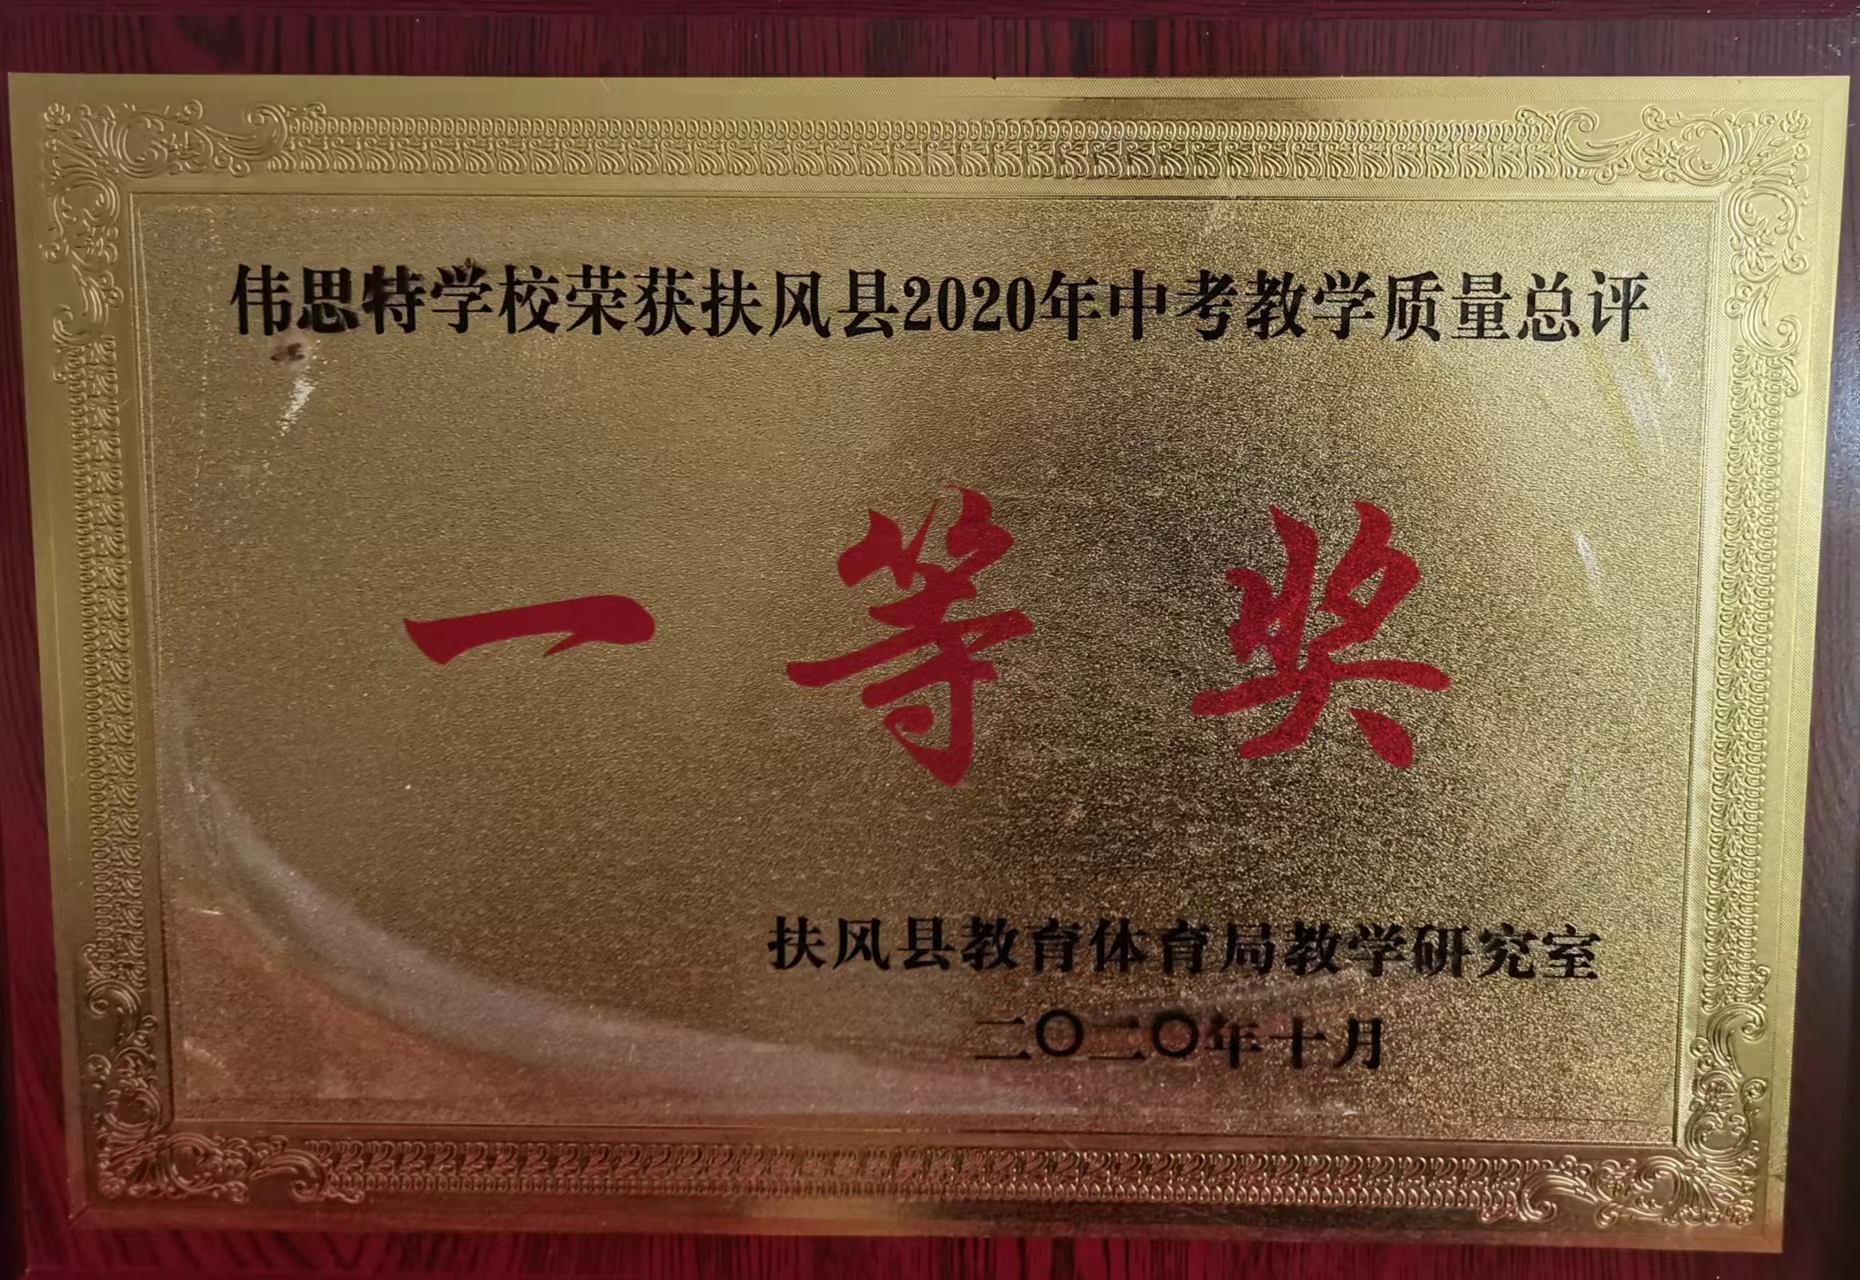 伟思特学校荣获扶风县2020年中考教学质量总评
一等奖
扶风县教育体育局教学研究室
二〇二〇年十月